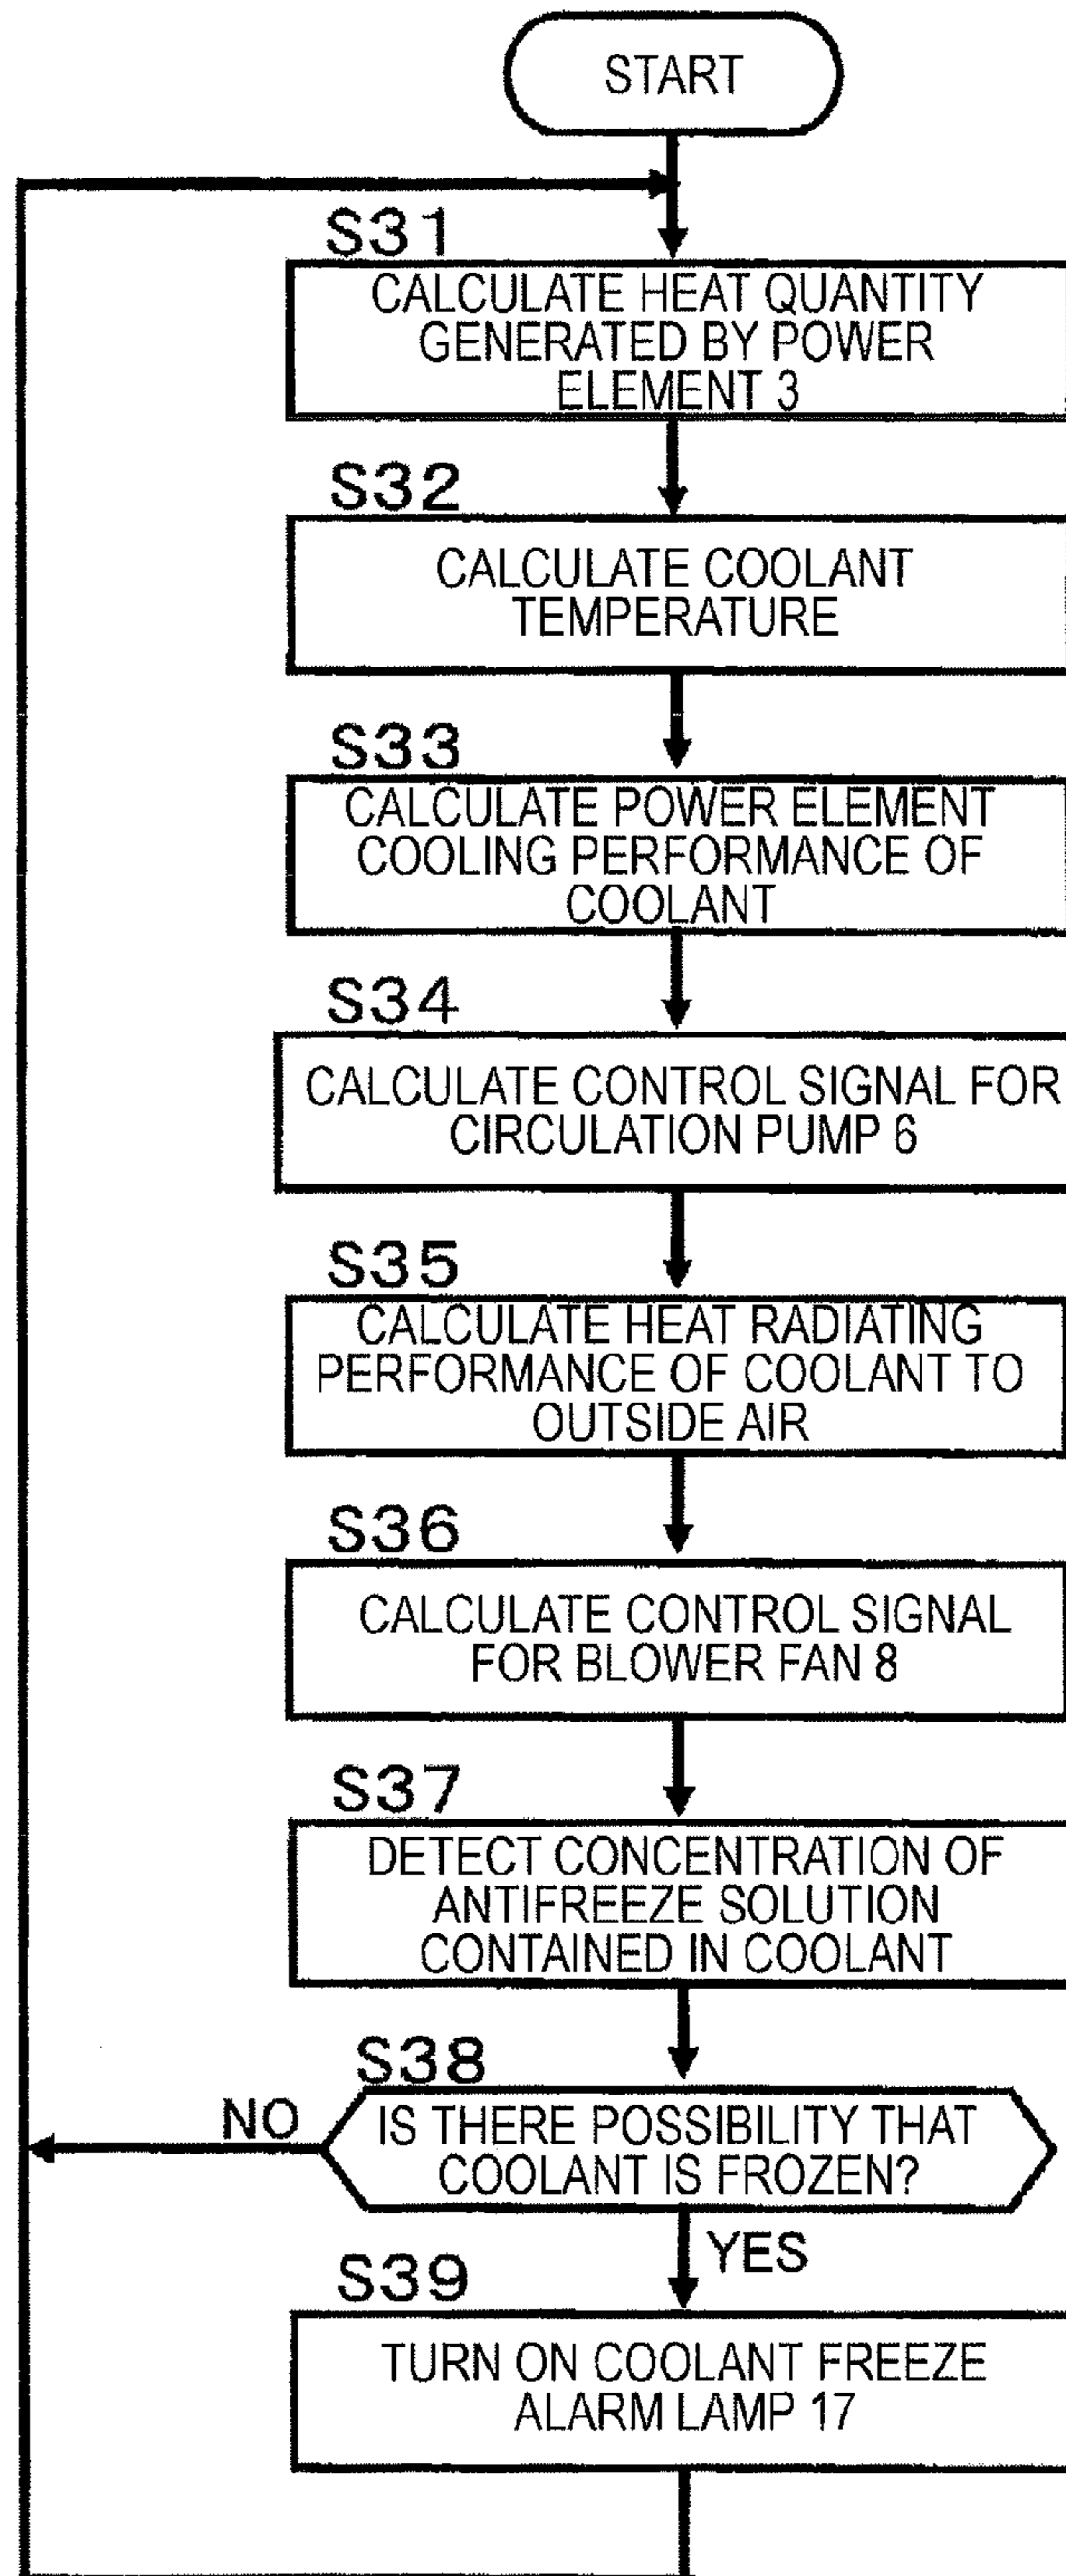 START
S31
CALCULATE HEAT QUANTITY
GENERATED BY POWER
ELEMENT 3
S32
CALCULATE COOLANT
TEMPERATURE
S33
CALCULATE POWER ELEMENT
COOLING PERFORMANCE OF
COOLANT
S34
CALCULATE CONTROL SIGNAL FOR
CIRCULATION PUMP 6
S35
CALCULATE HEAT RADIATING
PERFORMANCE OF COOLANT TO
OUTSIDE AIR
S36
CALCULATE CONTROL SIGNAL
FOR BLOWER FAN 8
S37
DETECT CONCENTRATION OF
ANTIFREEZE SOLUTION
CONTAINED IN COOLANT
S38
NO
IS THERE POSSIBILITY THAT
COOLANT IS FROZEN?
YES
S39
TURN ON COOLANT FREEZE
ALARM LAMP 17